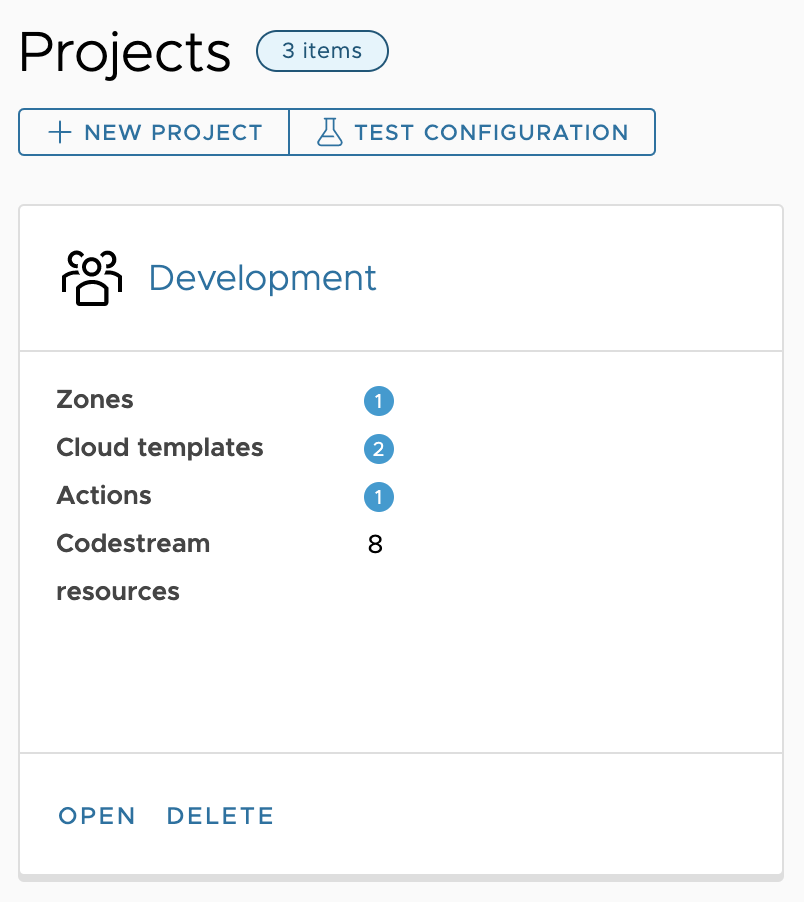 Projects 3 items
NEW PROJECT TEST CONFIGURATION
Development
Zones 1
Cloud templates 2
Actions 1
Codestream 8
resources
OPEN DELETE